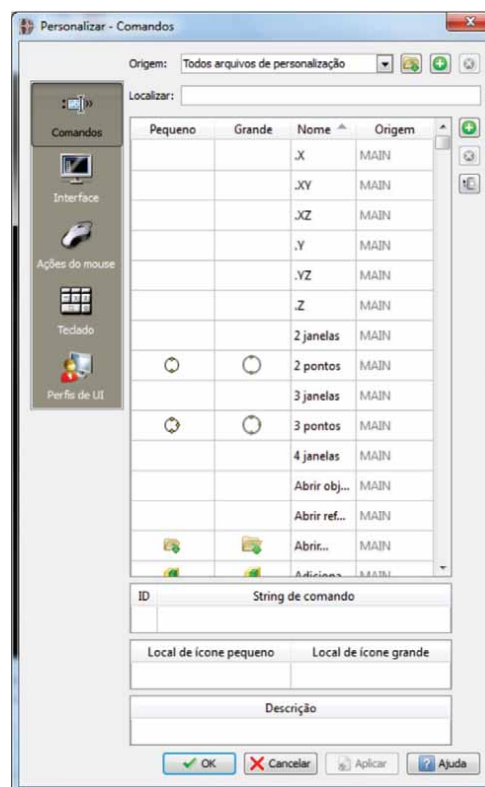 Personalizar - Comandos
Origem: Todos arquivos de personalização
Localizar:
Comandos
Interface
Ações do mouse
Teclado
Perfis de UI
Pequeno Grande Nome Origem
.X MAIN
.XY MAIN
.XZ MAIN
.Y MAIN
.YZ MAIN
.Z MAIN
2 janelas MAIN
2 pontos MAIN
3 janelas MAIN
3 pontos MAIN
4 janelas MAIN
Abrir obj... MAIN
Abrir ref... MAIN
Abrir... MAIN
Adiciona MAIN
ID String de comando
Local de ícone pequeno Local de ícone grande
Descrição
OK Cancelar Aplicar Ajuda